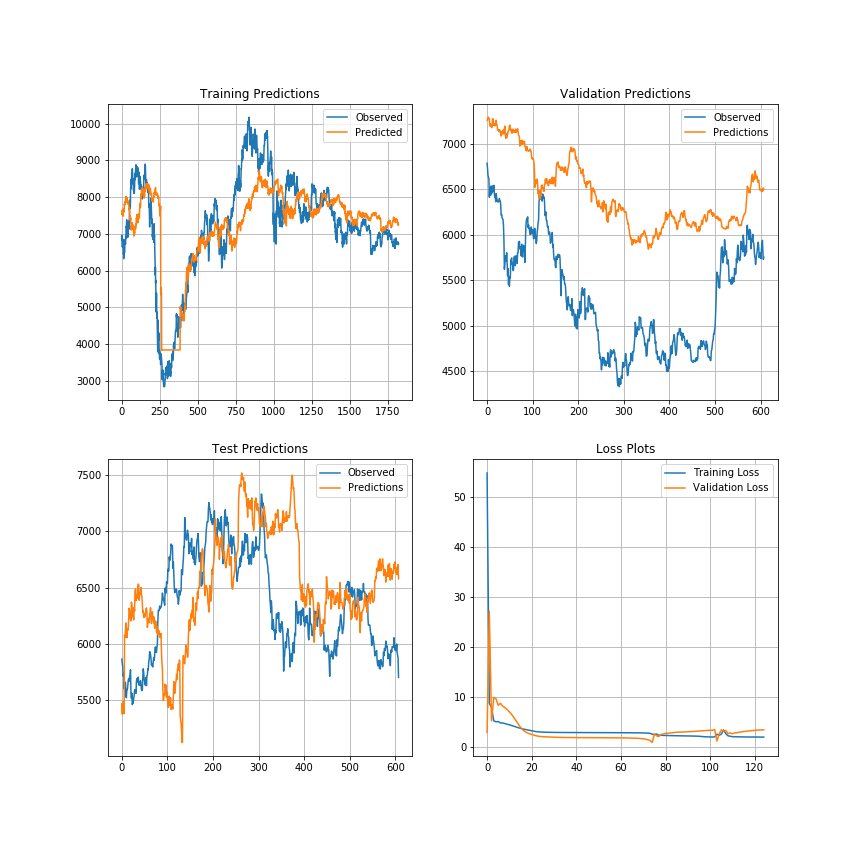 Training Predictions
Observed
Predicted
10000
9000
8000
7000
6000
5000
4000
3000
0 250 500 750 1000 1250 1500 1750
Validation Predictions
Observed
Predictions
7000
6500
6000
5500
5000
4500
0 100 200 300 400 500 600
Test Predictions
Observed
Predictions
7500
7000
6500
6000
5500
0 100 200 300 400 500 600
Loss Plots
Training Loss
Validation Loss
50
40
30
20
10
0
0 20 40 60 80 100 120